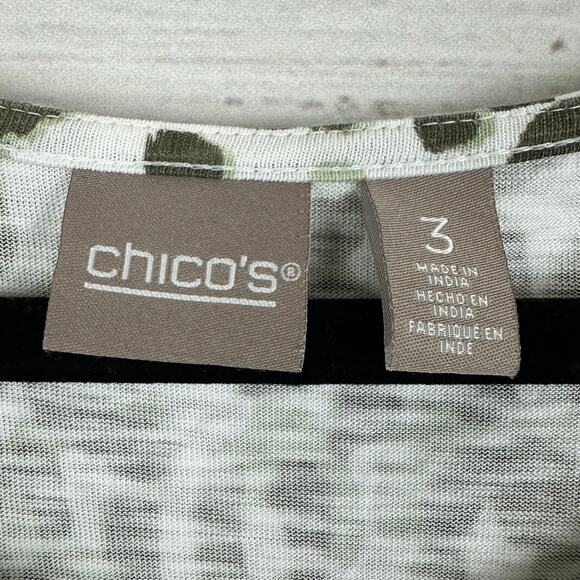 chico's®
3
MADE IN
INDIA
HECHO EN
INDIA
FABRIQUÉ EN
INDE